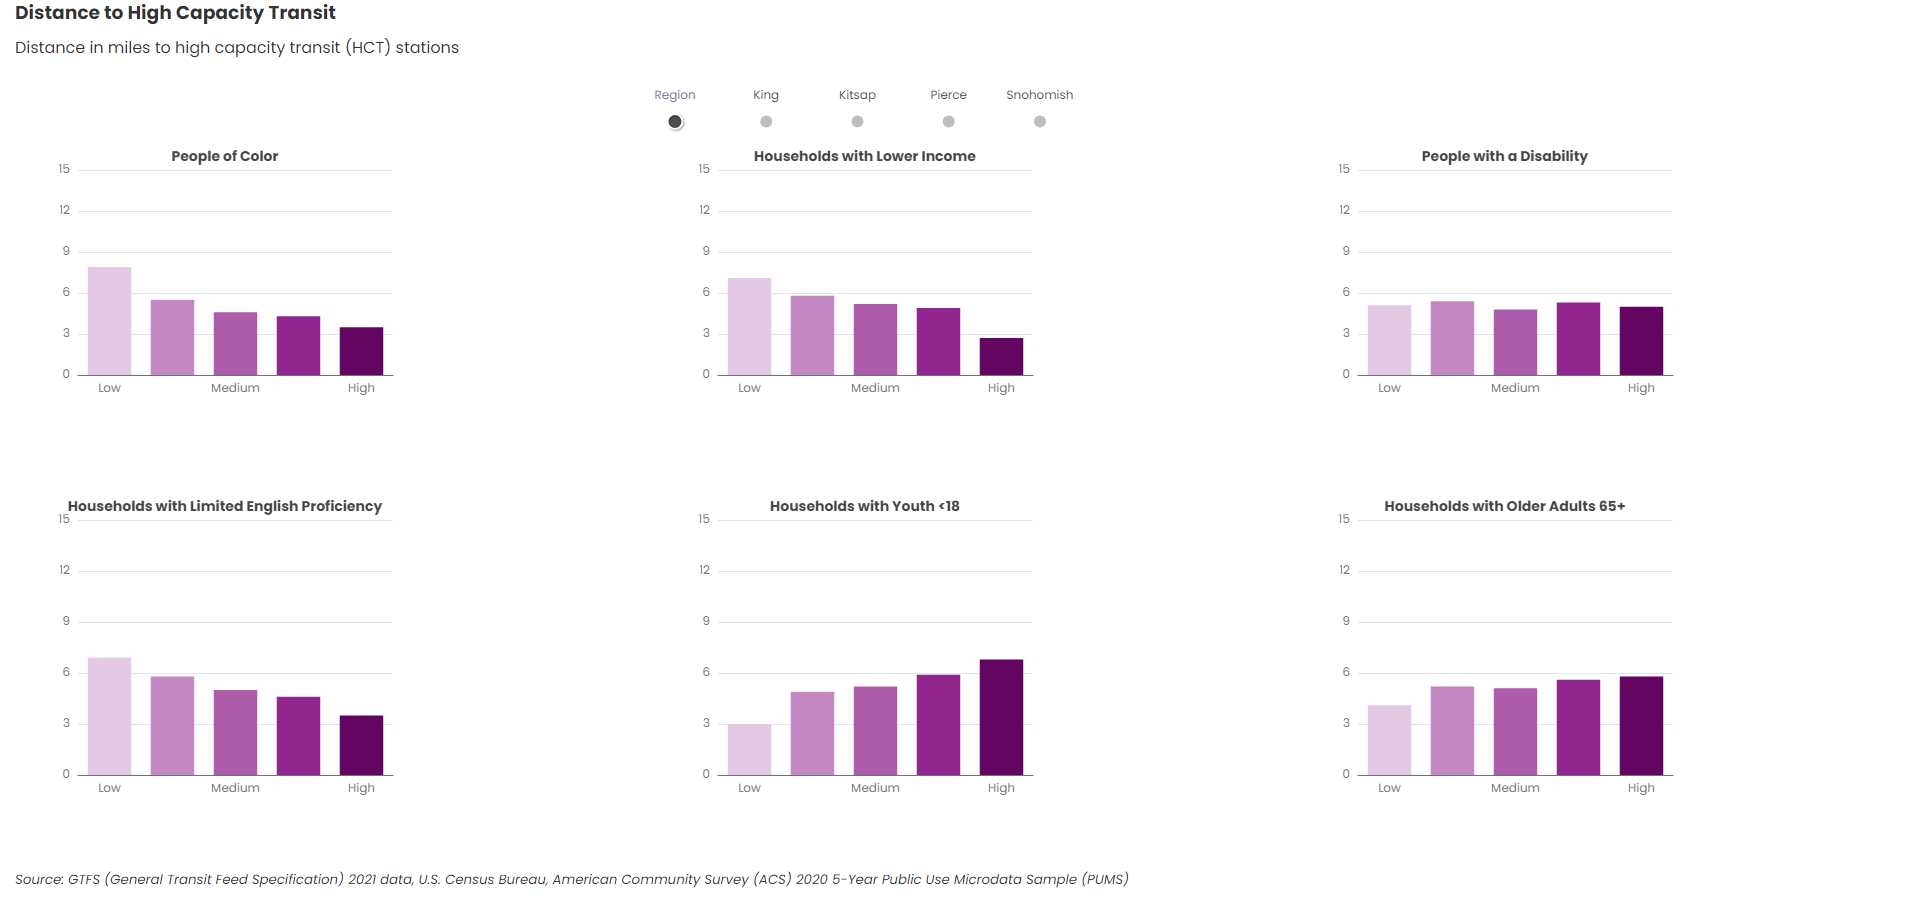 Distance to High Capacity Transit
Distance in miles to high capacity transit (HCT) stations
Region King Kitsap Pierce Snohomish
People of Color
15
12
9
6
3
0
Low Medium High
Households with Lower Income
15
12
9
6
3
0
Low Medium High
People with a Disability
15
12
9
6
3
0
Low Medium High
Households with Limited English Proficiency
15
12
9
6
3
0
Low Medium High
Households with Youth <18
15
12
9
6
3
0
Low Medium High
Households with Older Adults 65+
15
12
9
6
3
0
Low Medium High
Source: GTFS (General Transit Feed Specification) 2021 data, U.S. Census Bureau, American Community Survey (ACS) 2020 5-Year Public Use Microdata Sample (PUMS)